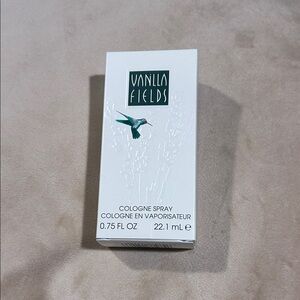 VANILLA
FIELDS
COLOGNE SPRAY
COLOGNE EN VAPORISATEUR
0.75 FL OZ 22.1 mL ℮